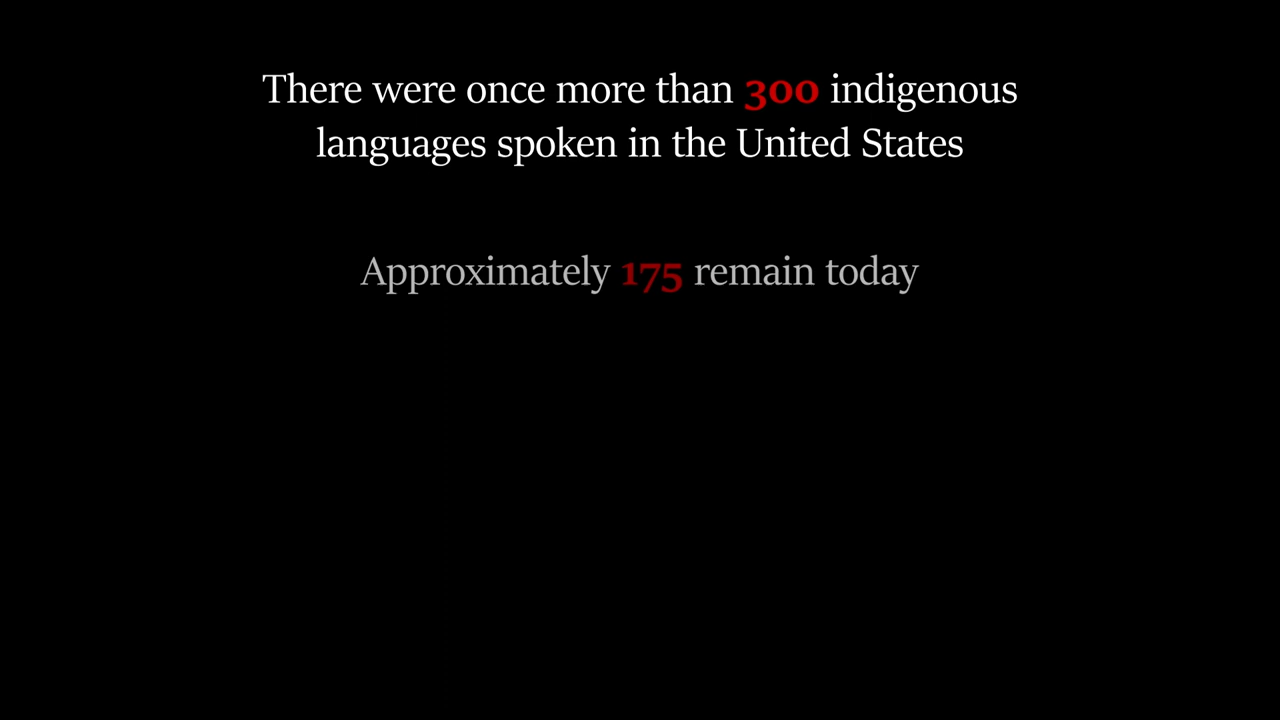 There were once more than 300 indigenous
languages spoken in the United States
Approximately 175 remain today